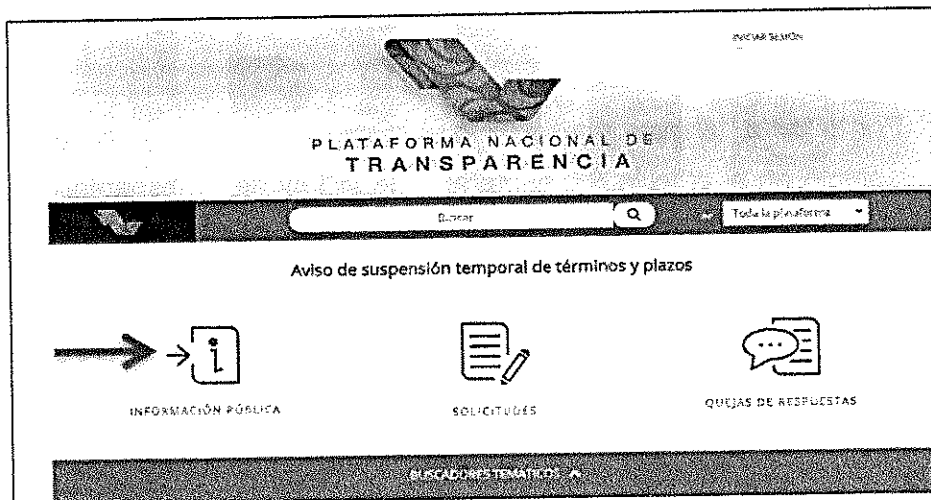 INICIAR SESIÓN
PLATAFORMA NACIONAL DE
TRANSPARENCIA
Buscar
Toda la plataforma
Aviso de suspensión temporal de términos y plazos
INFORMACIÓN PÚBLICA
SOLICITUDES
QUEJAS DE RESPUESTAS
BUSCADORES TEMÁTICOS